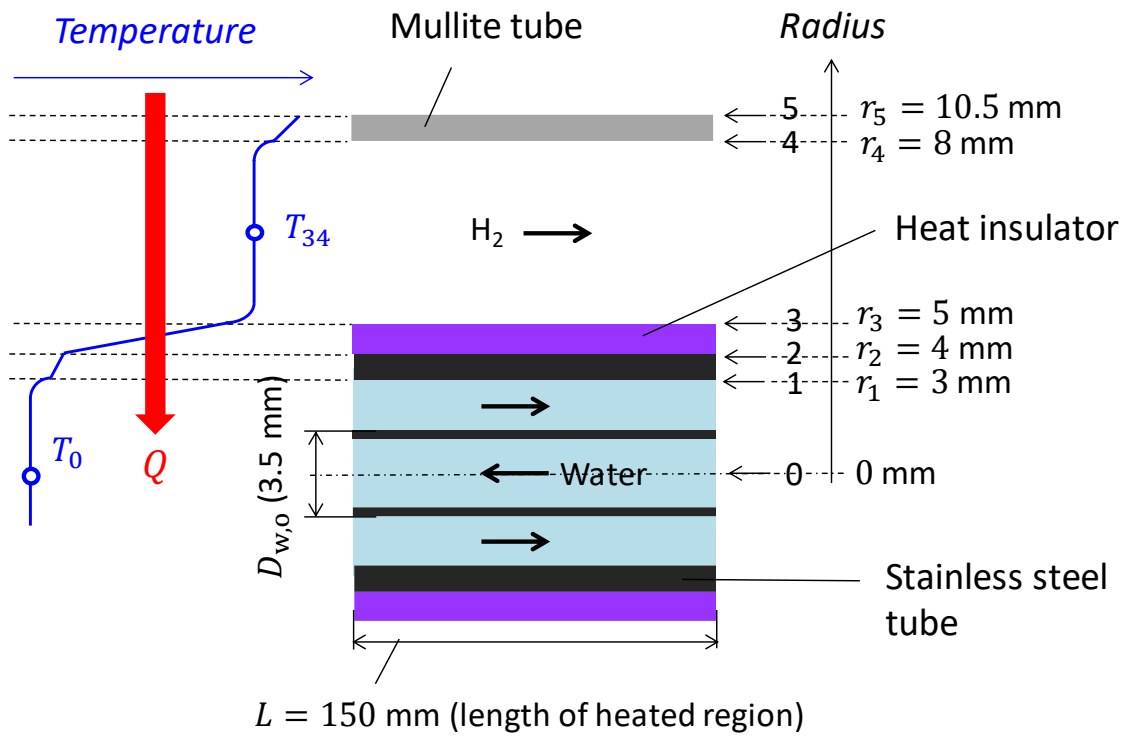 Temperature
Mullite tube
Radius
5
r₅ = 10.5 mm
4
r₄ = 8 mm
T₃₄
H₂
Heat insulator
3
r₃ = 5 mm
2
r₂ = 4 mm
1
r₁ = 3 mm
T₀
Q
D_w,o (3.5 mm)
Water
0
0 mm
Stainless steel
tube
L = 150 mm (length of heated region)